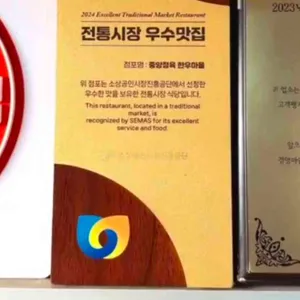 2024 Excellent Traditional Market Restaurant
전통시장 우수맛집
점포명 : 중앙정육 한우마을
위 점포는 소상공인시장진흥공단에서 선정한
우수한 맛을 보유한 전통시장 식당입니다.
This restaurant, located in a traditional
market, is
recognized by SEMAS for its excellent
service and food.
2023